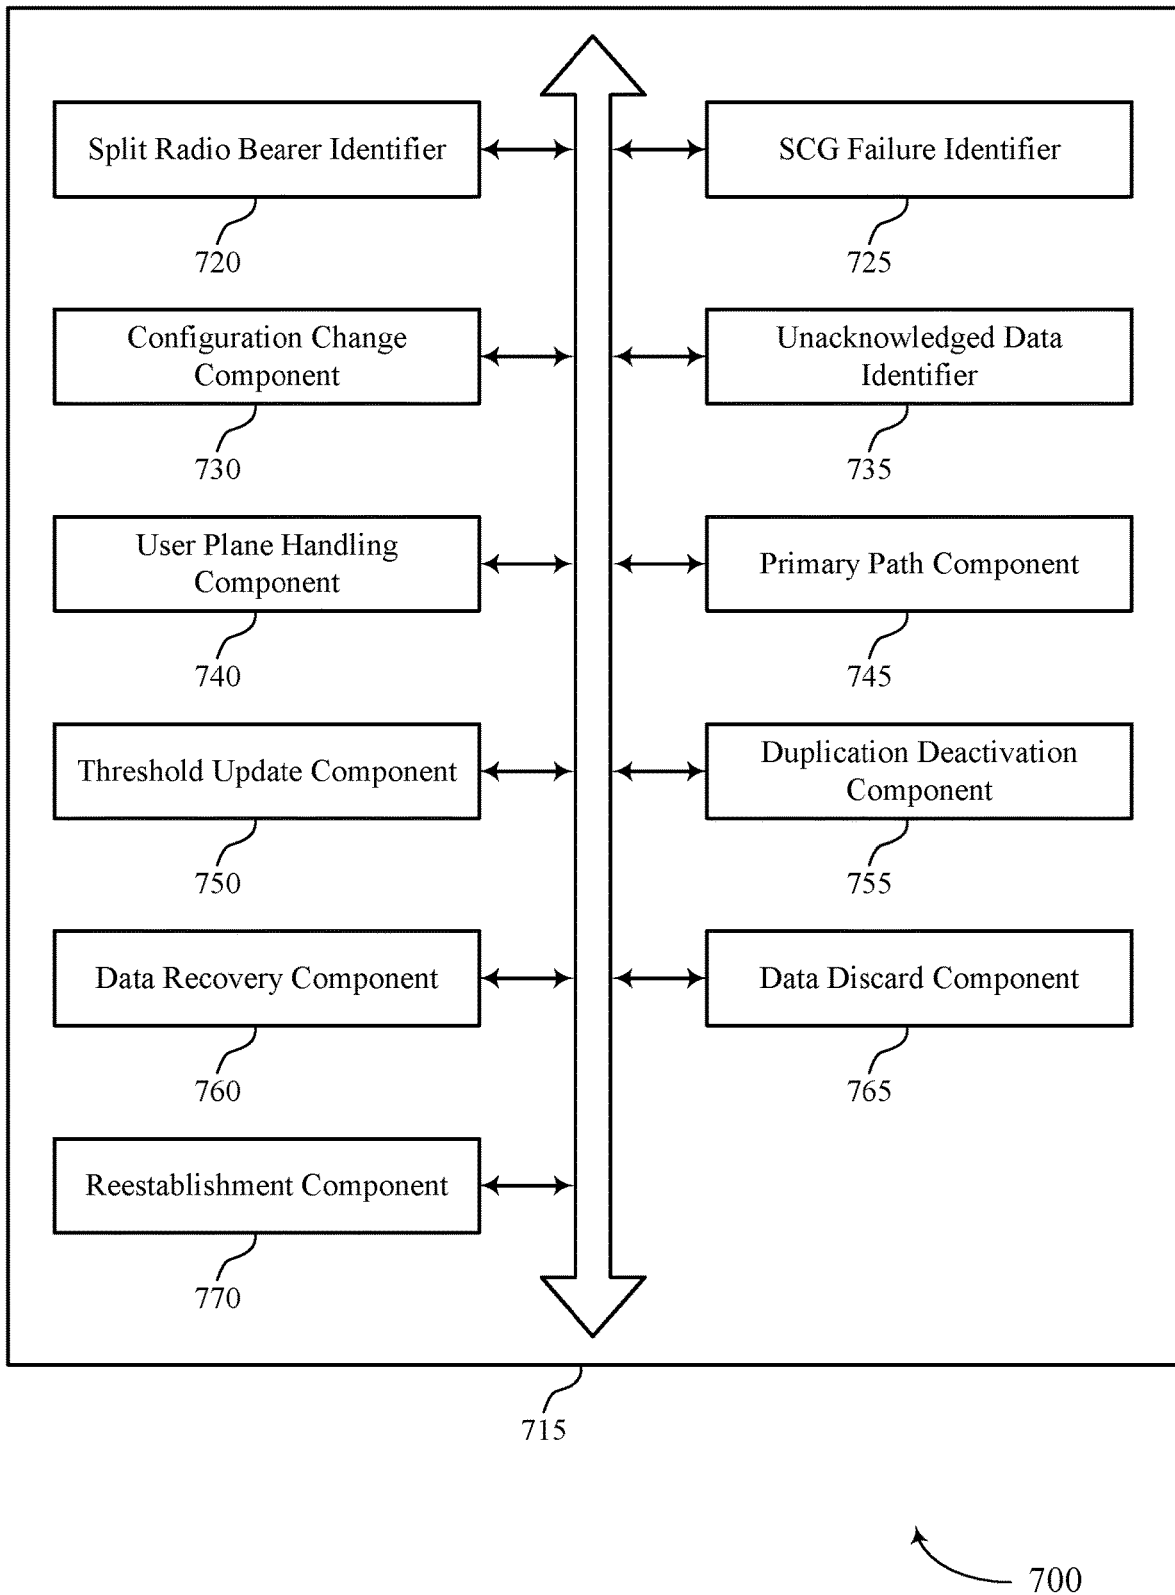 Split Radio Bearer Identifier
720
SCG Failure Identifier
725
Configuration Change
Component
730
Unacknowledged Data
Identifier
735
User Plane Handling
Component
740
Primary Path Component
745
Threshold Update Component
750
Duplication Deactivation
Component
755
Data Recovery Component
760
Data Discard Component
765
Reestablishment Component
770
715
700